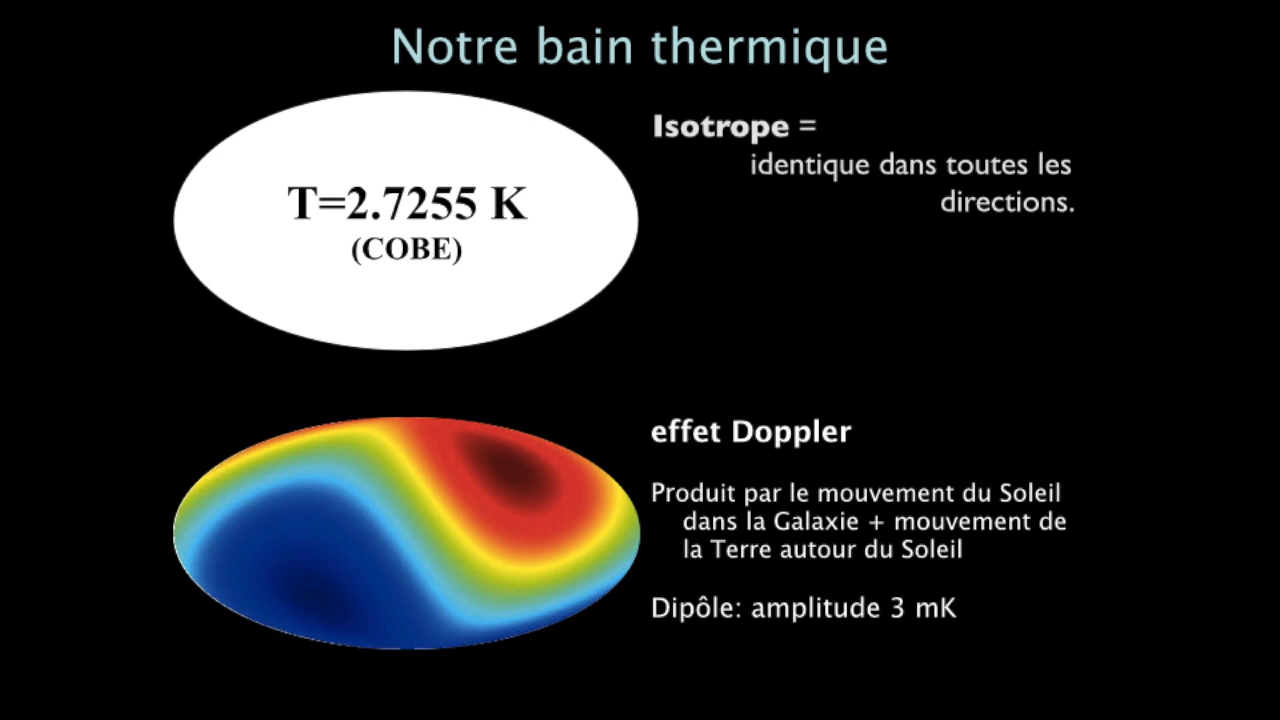 Notre bain thermique
T=2.7255 K
(COBE)
Isotrope =
identique dans toutes les
directions.
effet Doppler
Produit par le mouvement du Soleil
dans la Galaxie + mouvement de
la Terre autour du Soleil
Dipôle: amplitude 3 mK